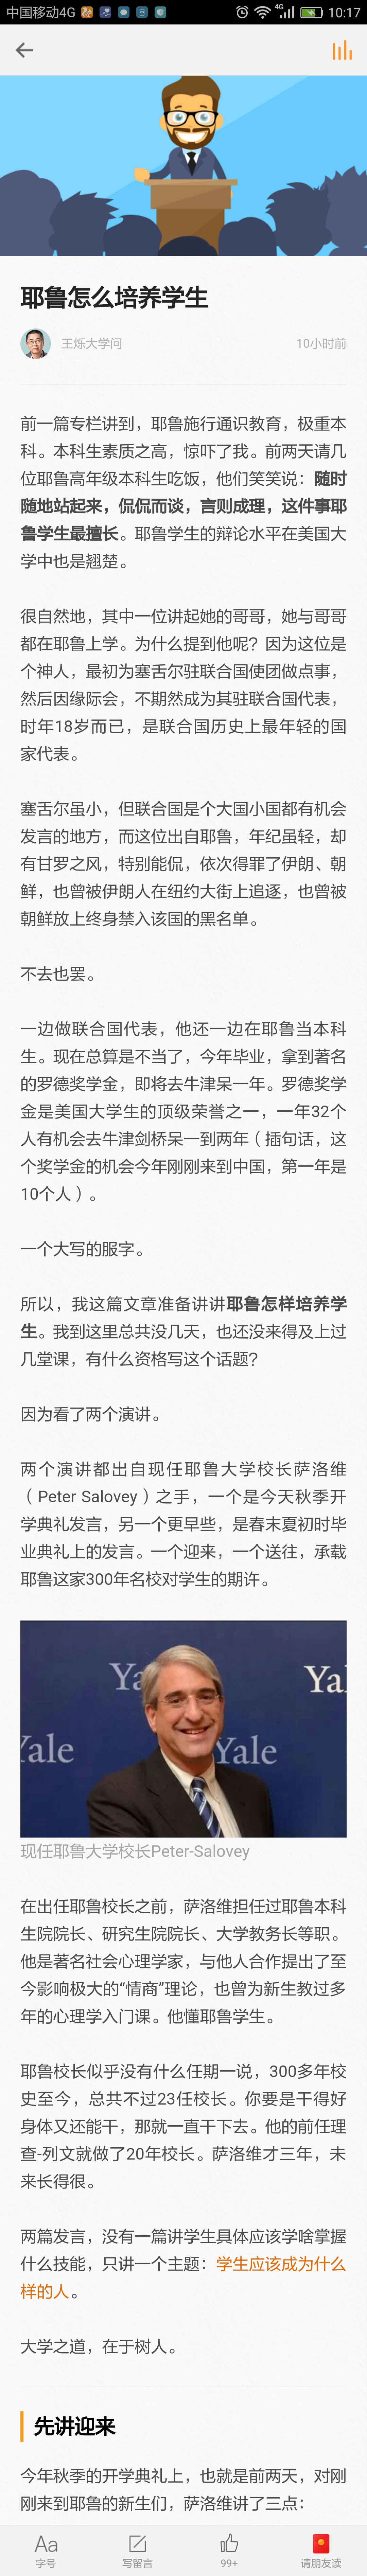 中国移动4G
4G
10:17
耶鲁怎么培养学生
王烁大学问
10小时前
前一篇专栏讲到，耶鲁施行通识教育，极重本
科。本科生素质之高，惊吓了我。前两天请几
位耶鲁高年级本科生吃饭，他们笑笑说：随时
随地站起来，侃侃而谈，言则成理，这件事耶
鲁学生最擅长。耶鲁学生的辩论水平在美国大
学中也是翘楚。
很自然地，其中一位讲起她的哥哥，她与哥哥
都在耶鲁上学。为什么提到他呢？因为这位是
个神人，最初为塞舌尔驻联合国使团做点事，
然后因缘际会，不期然成为其驻联合国代表，
时年18岁而已，是联合国历史上最年轻的国
家代表。
塞舌尔虽小，但联合国是个大国小国都有机会
发言的地方，而这位出自耶鲁，年纪虽轻，却
有甘罗之风，特别能侃，依次得罪了伊朗、朝
鲜，也曾被伊朗人在纽约大街上追逐，也曾被
朝鲜放上终身禁入该国的黑名单。
不去也罢。
一边做联合国代表，他还一边在耶鲁当本科
生。现在总算是不当了，今年毕业，拿到著名
的罗德奖学金，即将去牛津呆一年。罗德奖学
金是美国大学生的顶级荣誉之一，一年32个
人有机会去牛津剑桥呆一到两年（插句话，这
个奖学金的机会今年刚刚来到中国，第一年是
10个人）。
一个大写的服字。
所以，我这篇文章准备讲讲耶鲁怎样培养学
生。我到这里总共没几天，也还没来得及上过
几堂课，有什么资格写这个话题？
因为看了两个演讲。
两个演讲都出自现任耶鲁大学校长萨洛维
（Peter Salovey）之手，一个是今天秋季开
学典礼发言，另一个更早些，是春末夏初时毕
业典礼上的发言。一个迎来，一个送往，承载
耶鲁这家300年名校对学生的期许。
Ya
Yal
Yale
Yale
现任耶鲁大学校长Peter-Salovey
在出任耶鲁校长之前，萨洛维担任过耶鲁本科
生院院长、研究生院院长、大学教务长等职。
他是著名社会心理学家，与他人合作提出了至
今影响极大的“情商”理论，也曾为新生教过多
年的心理学入门课。他懂耶鲁学生。
耶鲁校长似乎没有什么任期一说，300多年校
史至今，总共不过23任校长。你要是干得好
身体又还能干，那就一直干下去。他的前任理
查-列文就做了20年校长。萨洛维才三年，未
来长得很。
两篇发言，没有一篇讲学生具体应该学啥掌握
什么技能，只讲一个主题：学生应该成为什么
样的人。
大学之道，在于树人。
先讲迎来
今年秋季的开学典礼上，也就是前两天，对刚
刚来到耶鲁的新生们，萨洛维讲了三点：
Aa
字号
写留言
99+
请朋友读